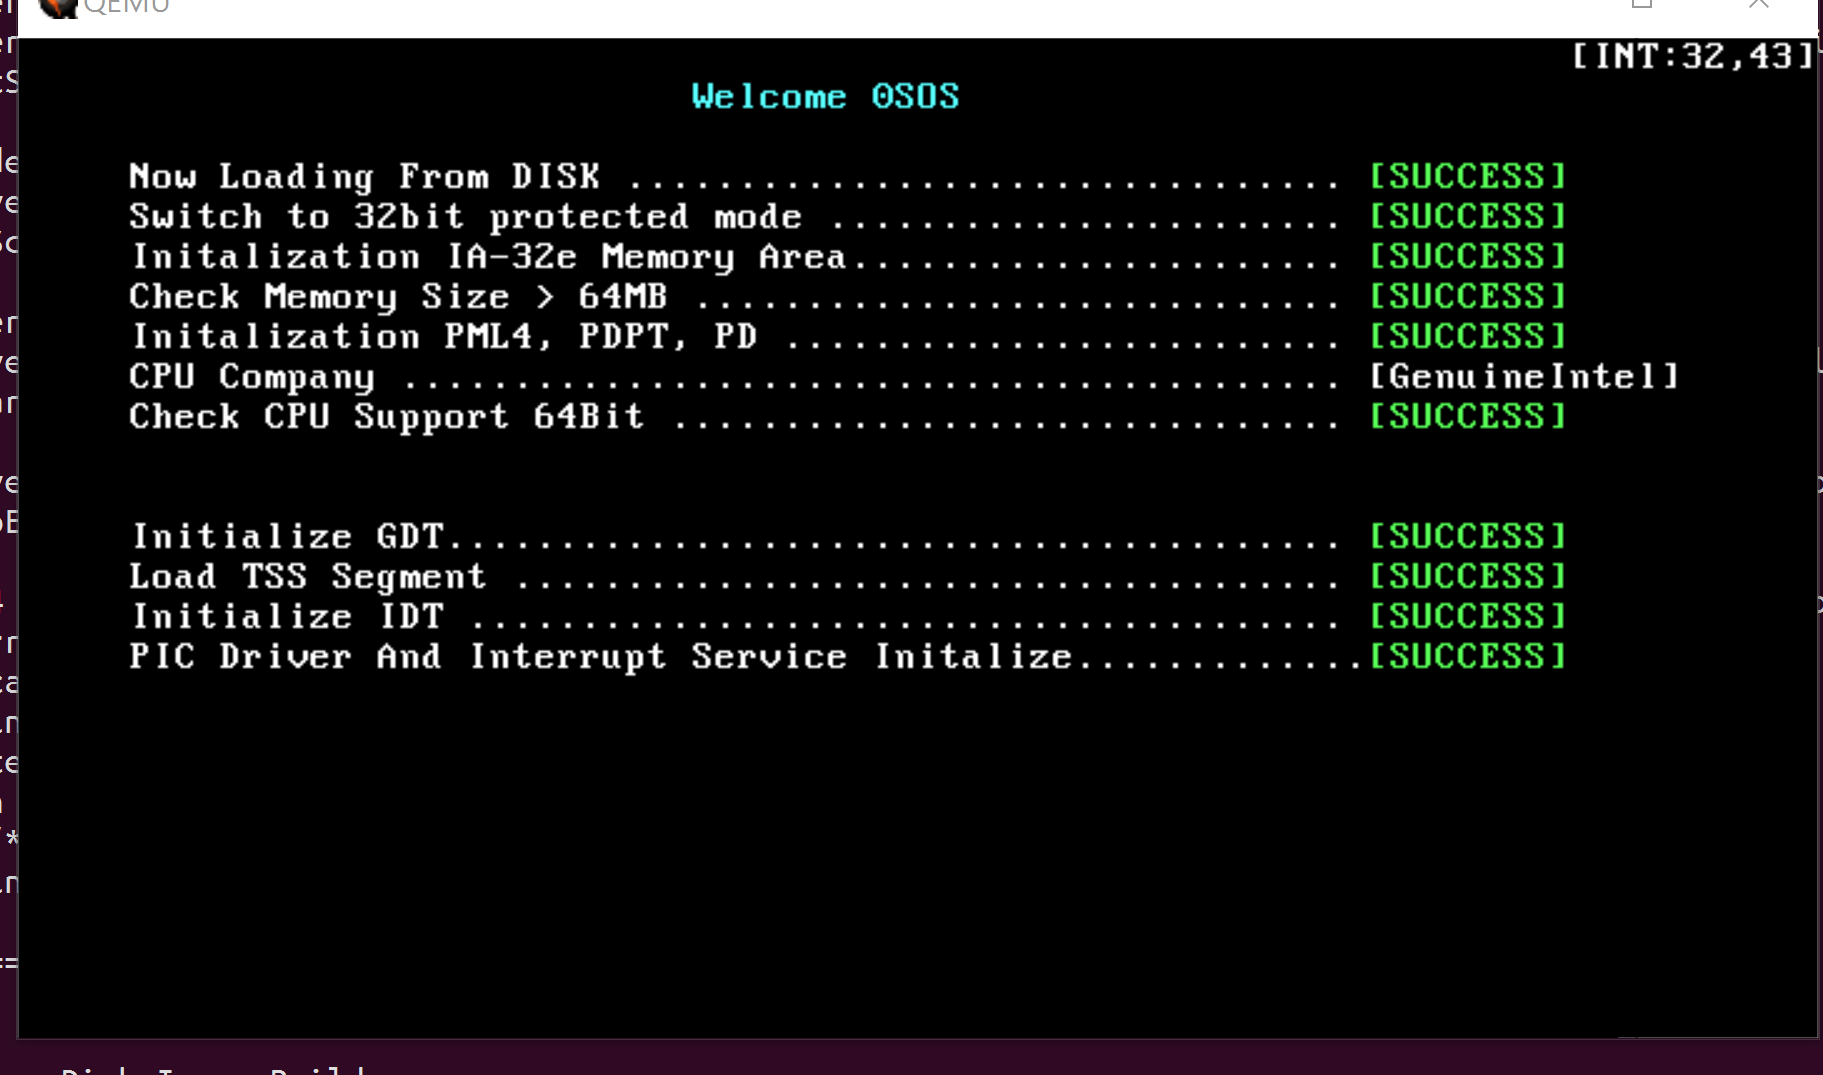 QEMU
[INT:32,43]
Welcome 0SOS
Now Loading From DISK ................................ [SUCCESS]
Switch to 32bit protected mode ....................... [SUCCESS]
Initalization IA-32e Memory Area...................... [SUCCESS]
Check Memory Size > 64MB ............................. [SUCCESS]
Initalization PML4, PDPT, PD ......................... [SUCCESS]
CPU Company .......................................... [GenuineIntel]
Check CPU Support 64Bit .............................. [SUCCESS]
Initialize GDT........................................ [SUCCESS]
Load TSS Segment ..................................... [SUCCESS]
Initialize IDT ....................................... [SUCCESS]
PIC Driver And Interrupt Service Initalize.............[SUCCESS]